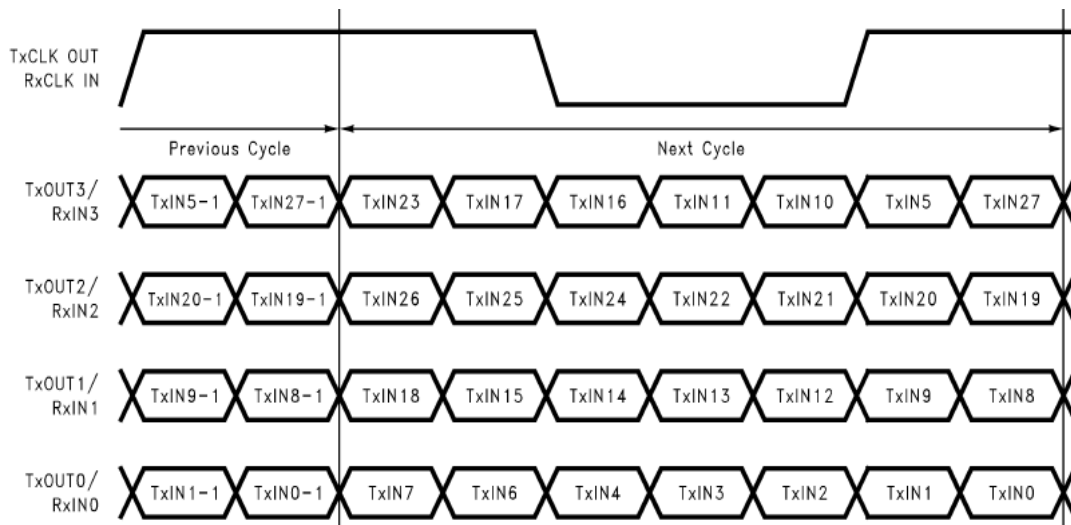 TxCLK OUT
RxCLK IN
Previous Cycle Next Cycle
TxOUT3/
RxIN3
TxIN5-1 TxIN27-1 TxIN23 TxIN17 TxIN16 TxIN11 TxIN10 TxIN5 TxIN27
TxOUT2/
RxIN2
TxIN20-1 TxIN19-1 TxIN26 TxIN25 TxIN24 TxIN22 TxIN21 TxIN20 TxIN19
TxOUT1/
RxIN1
TxIN9-1 TxIN8-1 TxIN18 TxIN15 TxIN14 TxIN13 TxIN12 TxIN9 TxIN8
TxOUT0/
RxIN0
TxIN1-1 TxIN0-1 TxIN7 TxIN6 TxIN4 TxIN3 TxIN2 TxIN1 TxIN0